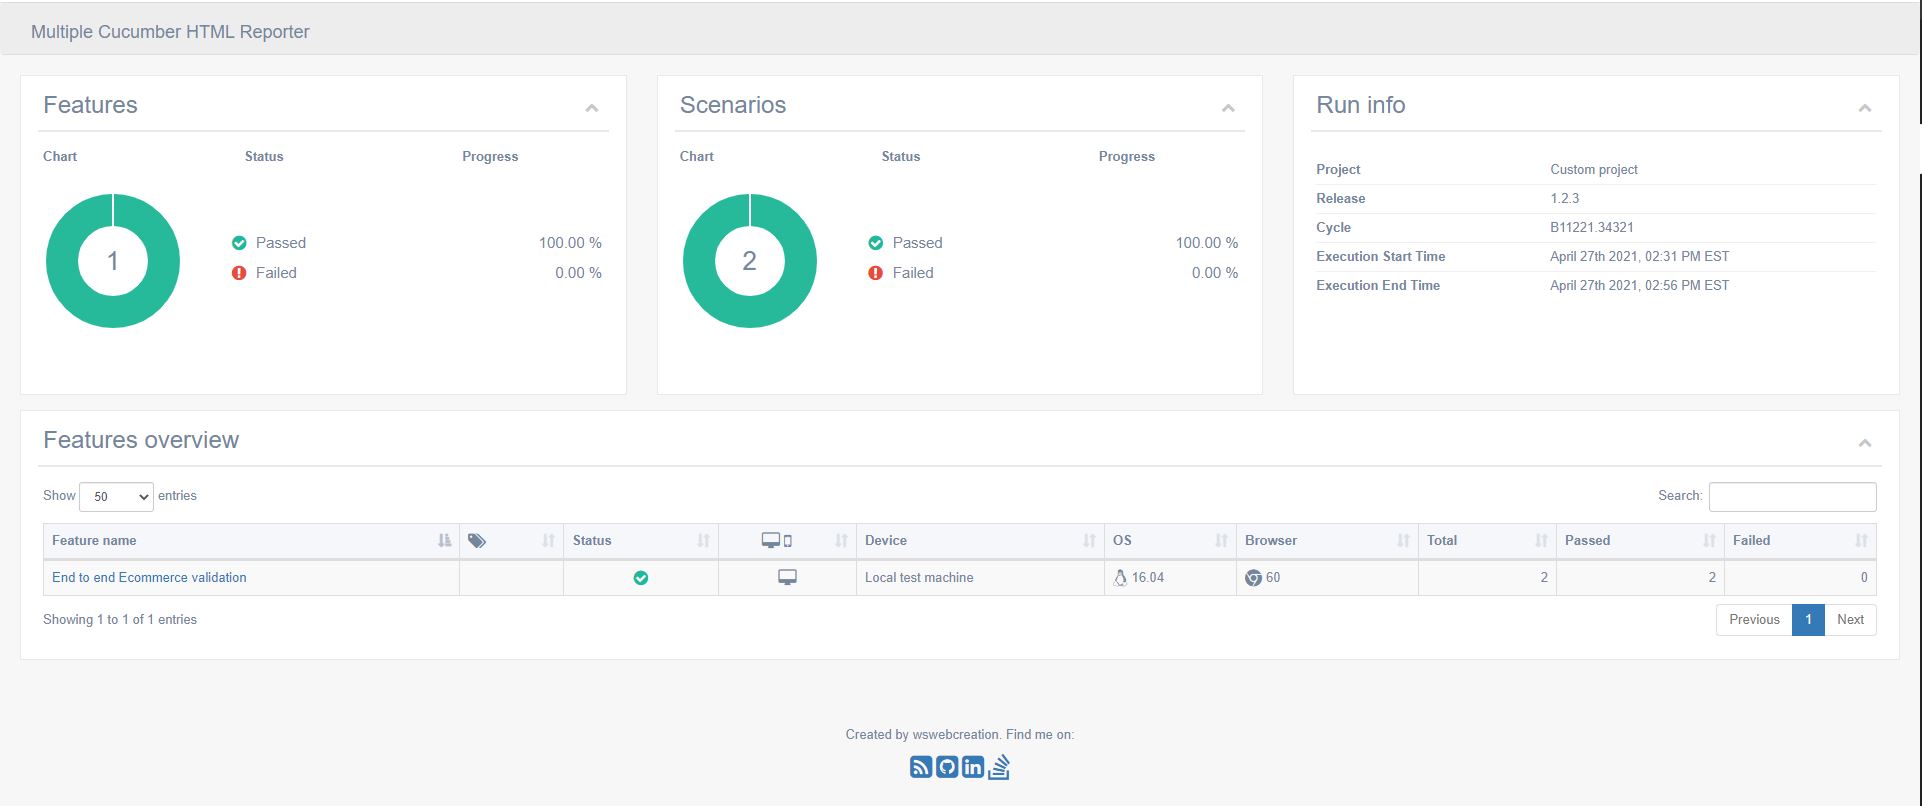 Multiple Cucumber HTML Reporter
Features
Chart Status Progress
1
Passed 100.00 %
Failed 0.00 %
Scenarios
Chart Status Progress
2
Passed 100.00 %
Failed 0.00 %
Run info
Project Custom project
Release 1.2.3
Cycle B11221.34321
Execution Start Time April 27th 2021, 02:31 PM EST
Execution End Time April 27th 2021, 02:56 PM EST
Features overview
Show 50 entries Search:
Feature name Status Device OS Browser Total Passed Failed
End to end Ecommerce validation Local test machine 16.04 60 2 2 0
Showing 1 to 1 of 1 entries Previous 1 Next
Created by wswebcreation. Find me on: